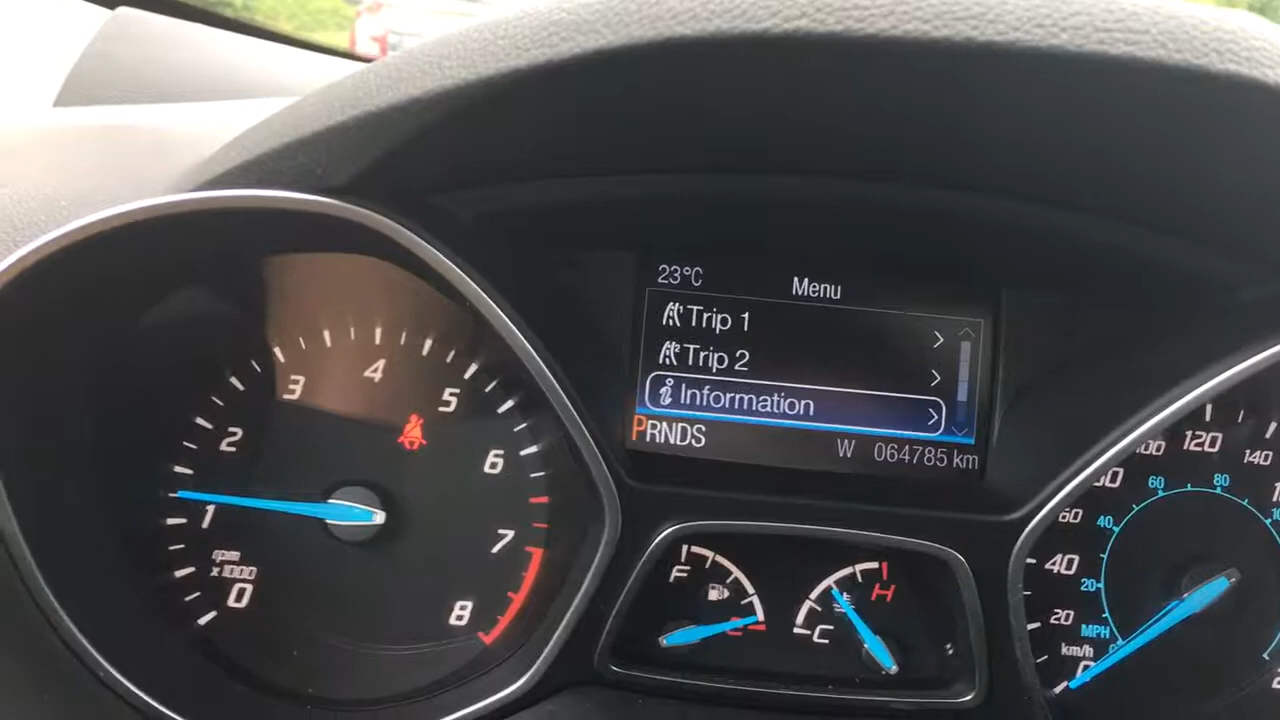 23°C Menu
Trip 1
Trip 2
Information
PRNDS W 064785 km
0 1 2 3 4 5 6 7 8
rpm
x1000
F E
C H
0 20 40 60 100 120 140
20 40 60 80
MPH
km/h